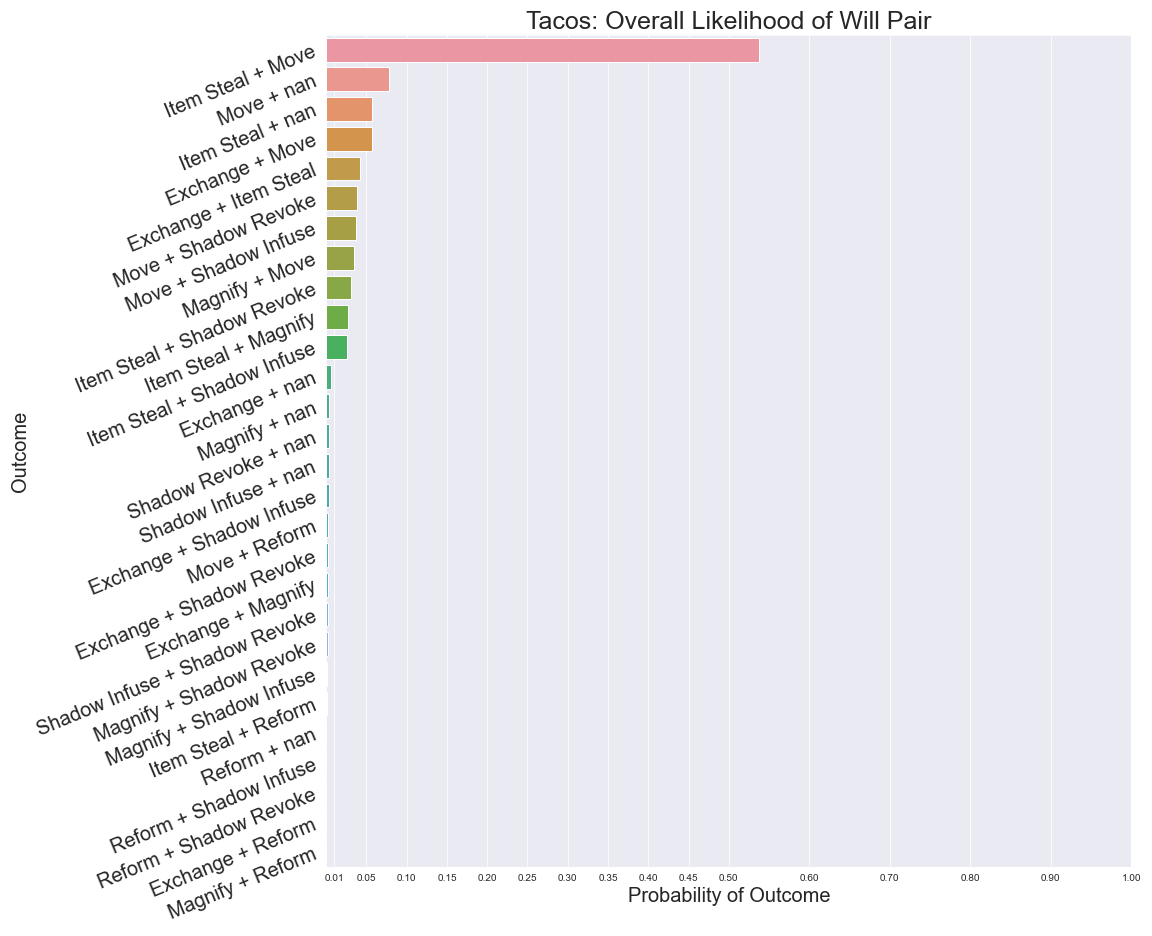 Tacos: Overall Likelihood of Will Pair
Item Steal + Move
Move + nan
Item Steal + nan
Exchange + Move
Exchange + Item Steal
Move + Shadow Revoke
Move + Shadow Infuse
Magnify + Move
Item Steal + Shadow Revoke
Item Steal + Magnify
Item Steal + Shadow Infuse
Exchange + nan
Magnify + nan
Shadow Revoke + nan
Shadow Infuse + nan
Exchange + Shadow Infuse
Move + Reform
Exchange + Shadow Revoke
Exchange + Magnify
Shadow Infuse + Shadow Revoke
Magnify + Shadow Revoke
Magnify + Shadow Infuse
Item Steal + Reform
Reform + nan
Reform + Shadow Infuse
Reform + Shadow Revoke
Exchange + Reform
Magnify + Reform
Outcome
0.01 0.05 0.10 0.15 0.20 0.25 0.30 0.35 0.40 0.45 0.50 0.60 0.70 0.80 0.90 1.00
Probability of Outcome